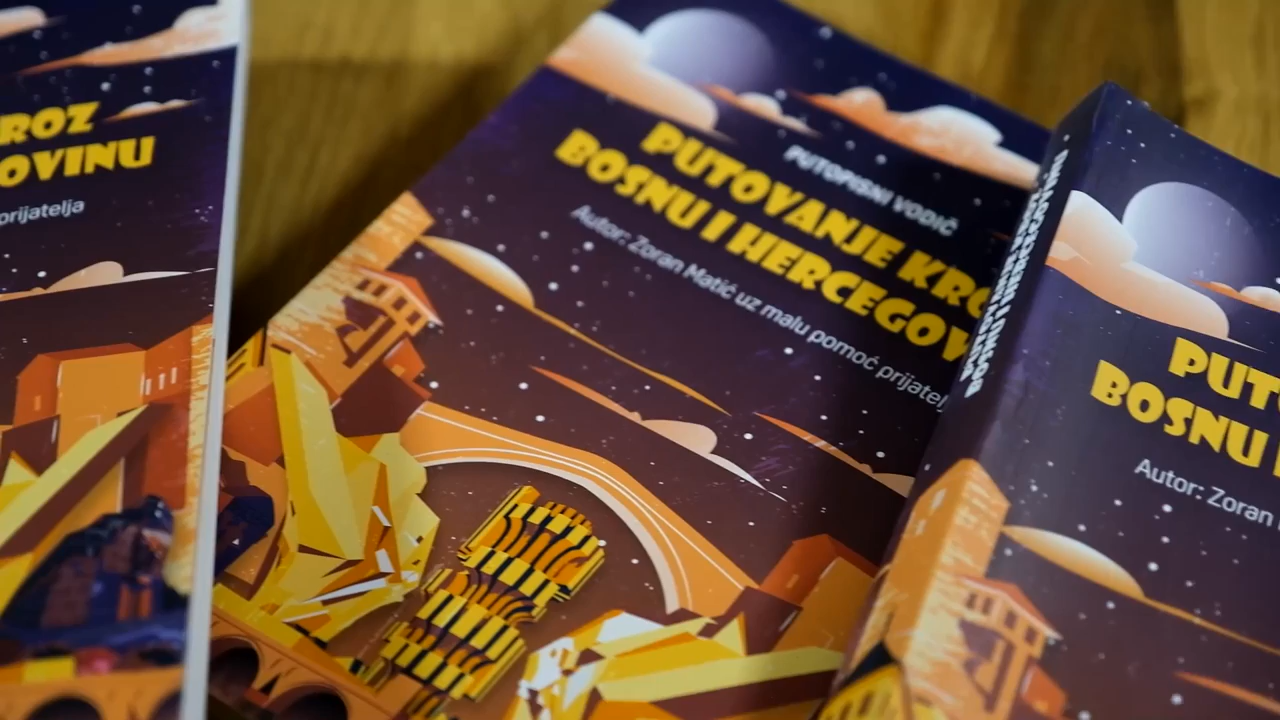 ROZ
OVINU
prijatelja
PUTOPISNI VODIČ
PUTOVANJE KRO
BOSNU I HERCEGOV
Autor: Zoran Matić uz malu pomoć prijatelj
PUT
BOSNU
Autor: Zoran